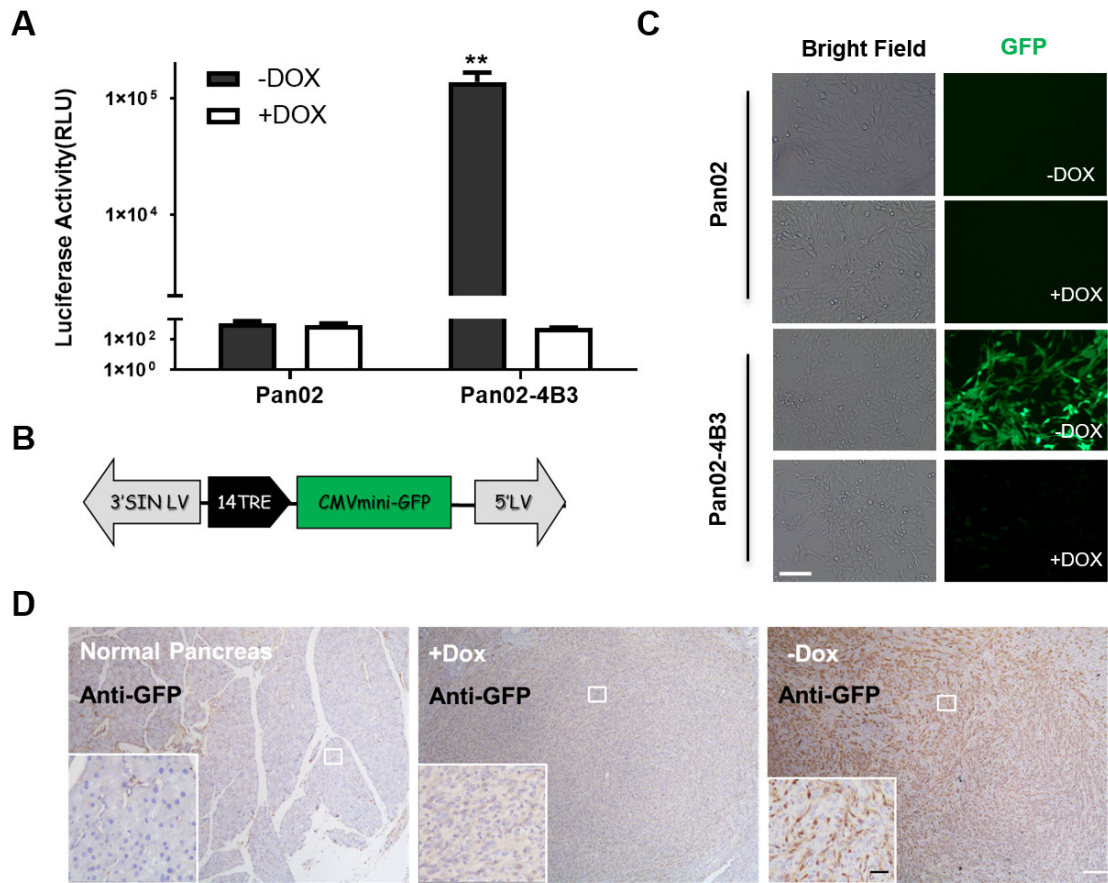 A
Luciferase Activity(RLU)
1×10⁵
1×10⁴
1×10²
1×10⁰
-DOX
+DOX
**
Pan02
Pan02-4B3
B
3'SIN LV
14TRE
CMVmini-GFP
5'LV
C
Bright Field
GFP
Pan02
-DOX
+DOX
Pan02-4B3
-DOX
+DOX
D
Normal Pancreas
Anti-GFP
+Dox
Anti-GFP
-Dox
Anti-GFP